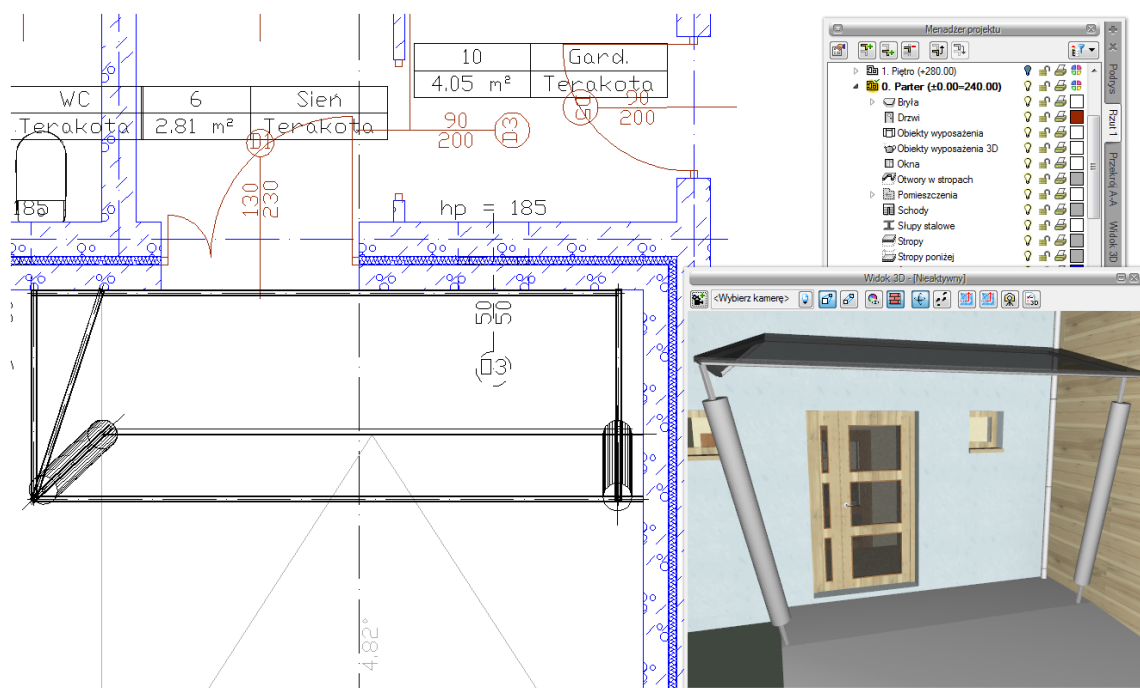 10 Gard.
4.05 m² Terakota
WC 6 Sień
Terakota 2.81 m² Terakota
D1
130
230
90
200
D3
90
200
185
hp = 185
50
50
4,82°
Menadżer projektu
1. Piętro (+280.00)
0. Parter (±0.00=240.00)
Bryła
Drzwi
Obiekty wyposażenia
Obiekty wyposażenia 3D
Okna
Otwory w stropach
Pomieszczenia
Schody
Słupy stalowe
Stropy
Stropy poniżej
Podrys
Rzut 1
Przekrój A-A
Widok 3D
Widok 3D - [Nieaktywny]
<Wybierz kamerę>
3D